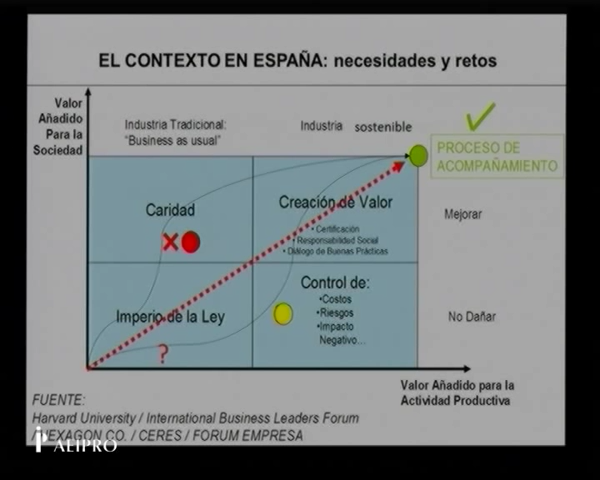 EL CONTEXTO EN ESPAÑA: necesidades y retos
Valor
Añadido
Para la
Sociedad
Industria Tradicional:
“Business as usual”
Industria sostenible
PROCESO DE
ACOMPAÑAMIENTO
Caridad
Creación de Valor
• Certificación
• Responsabilidad Social
• Diálogo de Buenas Prácticas
Mejorar
Imperio de la Ley
?
Control de:
•Costos
•Riesgos
•Impacto
Negativo...
No Dañar
Valor Añadido para la
Actividad Productiva
FUENTE:
Harvard University / International Business Leaders Forum
HEXAGON CO. / CERES / FORUM EMPRESA
ALIPRO